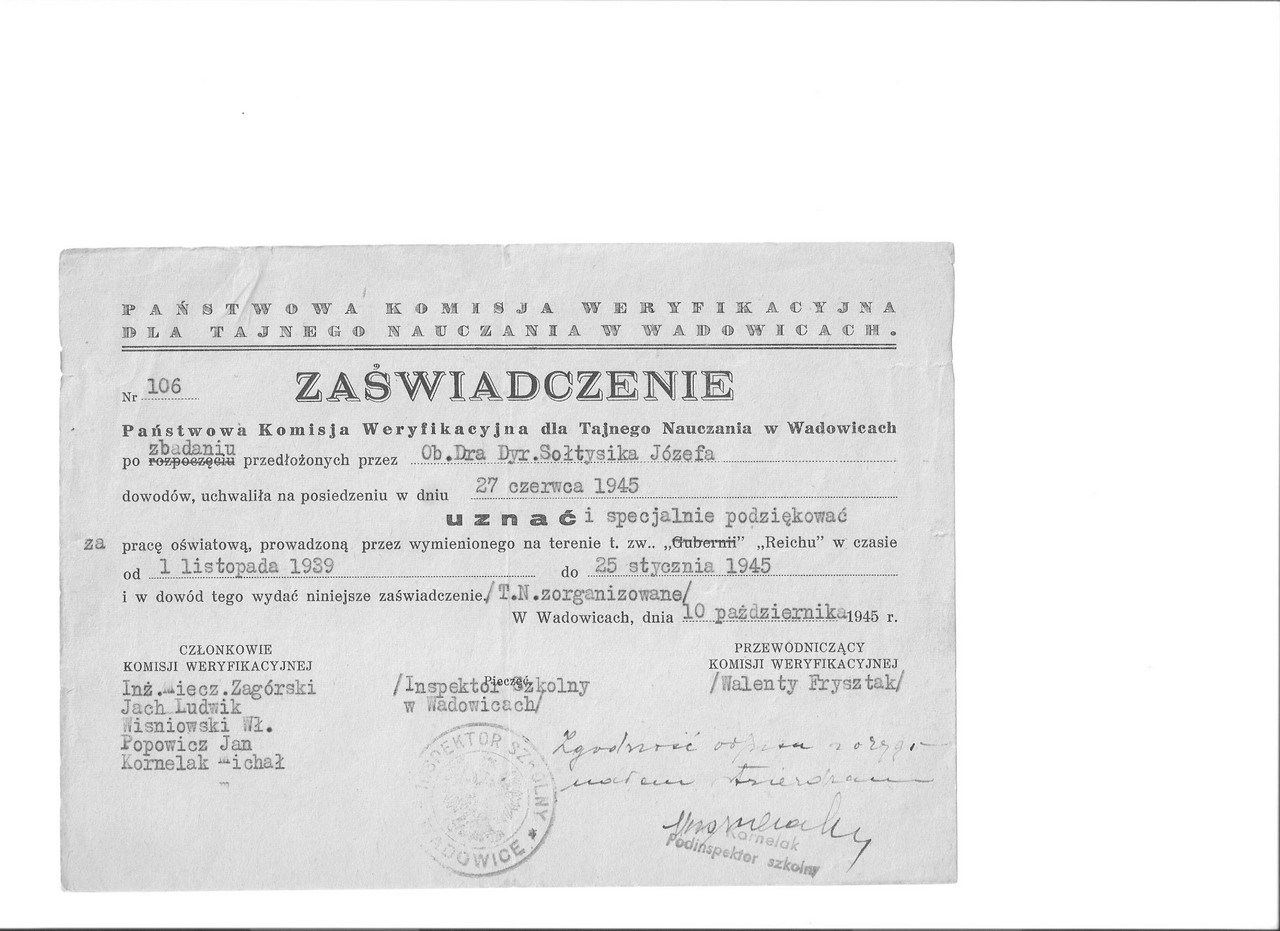 PAŃSTWOWA KOMISJA WERYFIKACYJNA
DLA TAJNEGO NAUCZANIA W WADOWICACH.
Nr 106
ZAŚWIADCZENIE
Państwowa Komisja Weryfikacyjna dla Tajnego Nauczania w Wadowicach
zbadaniu
po rozpoczęciu przedłożonych przez Ob.Dra Dyr.Sołtysika Józefa
dowodów, uchwaliła na posiedzeniu w dniu 27 czerwca 1945
uznać i specjalnie podziękować
za pracę oświatową, prowadzoną przez wymienionego na terenie t. zw.. „Gubernii” „Reichu” w czasie
od 1 listopada 1939 do 25 stycznia 1945
i w dowód tego wydać niniejsze zaświadczenie./T.N.zorganizowane/
W Wadowicach, dnia 10 października 1945 r.
CZŁONKOWIE
KOMISJI WERYFIKACYJNEJ
Inż.Miecz.Zagórski
Jach Ludwik
Wisniowski Wł.
Popowicz Jan
Kornelak Michał
Pieczęć
/Inspektor Szkolny
w Wadowicach/
PRZEWODNICZĄCY
KOMISJI WERYFIKACYJNEJ
/Walenty Frysztak/
INSPEKTOR SZKOLNY * WADOWICE
Zgodność odpisu z orygi-
nałem stwierdzam
Kornelak
Podinspektor szkolny